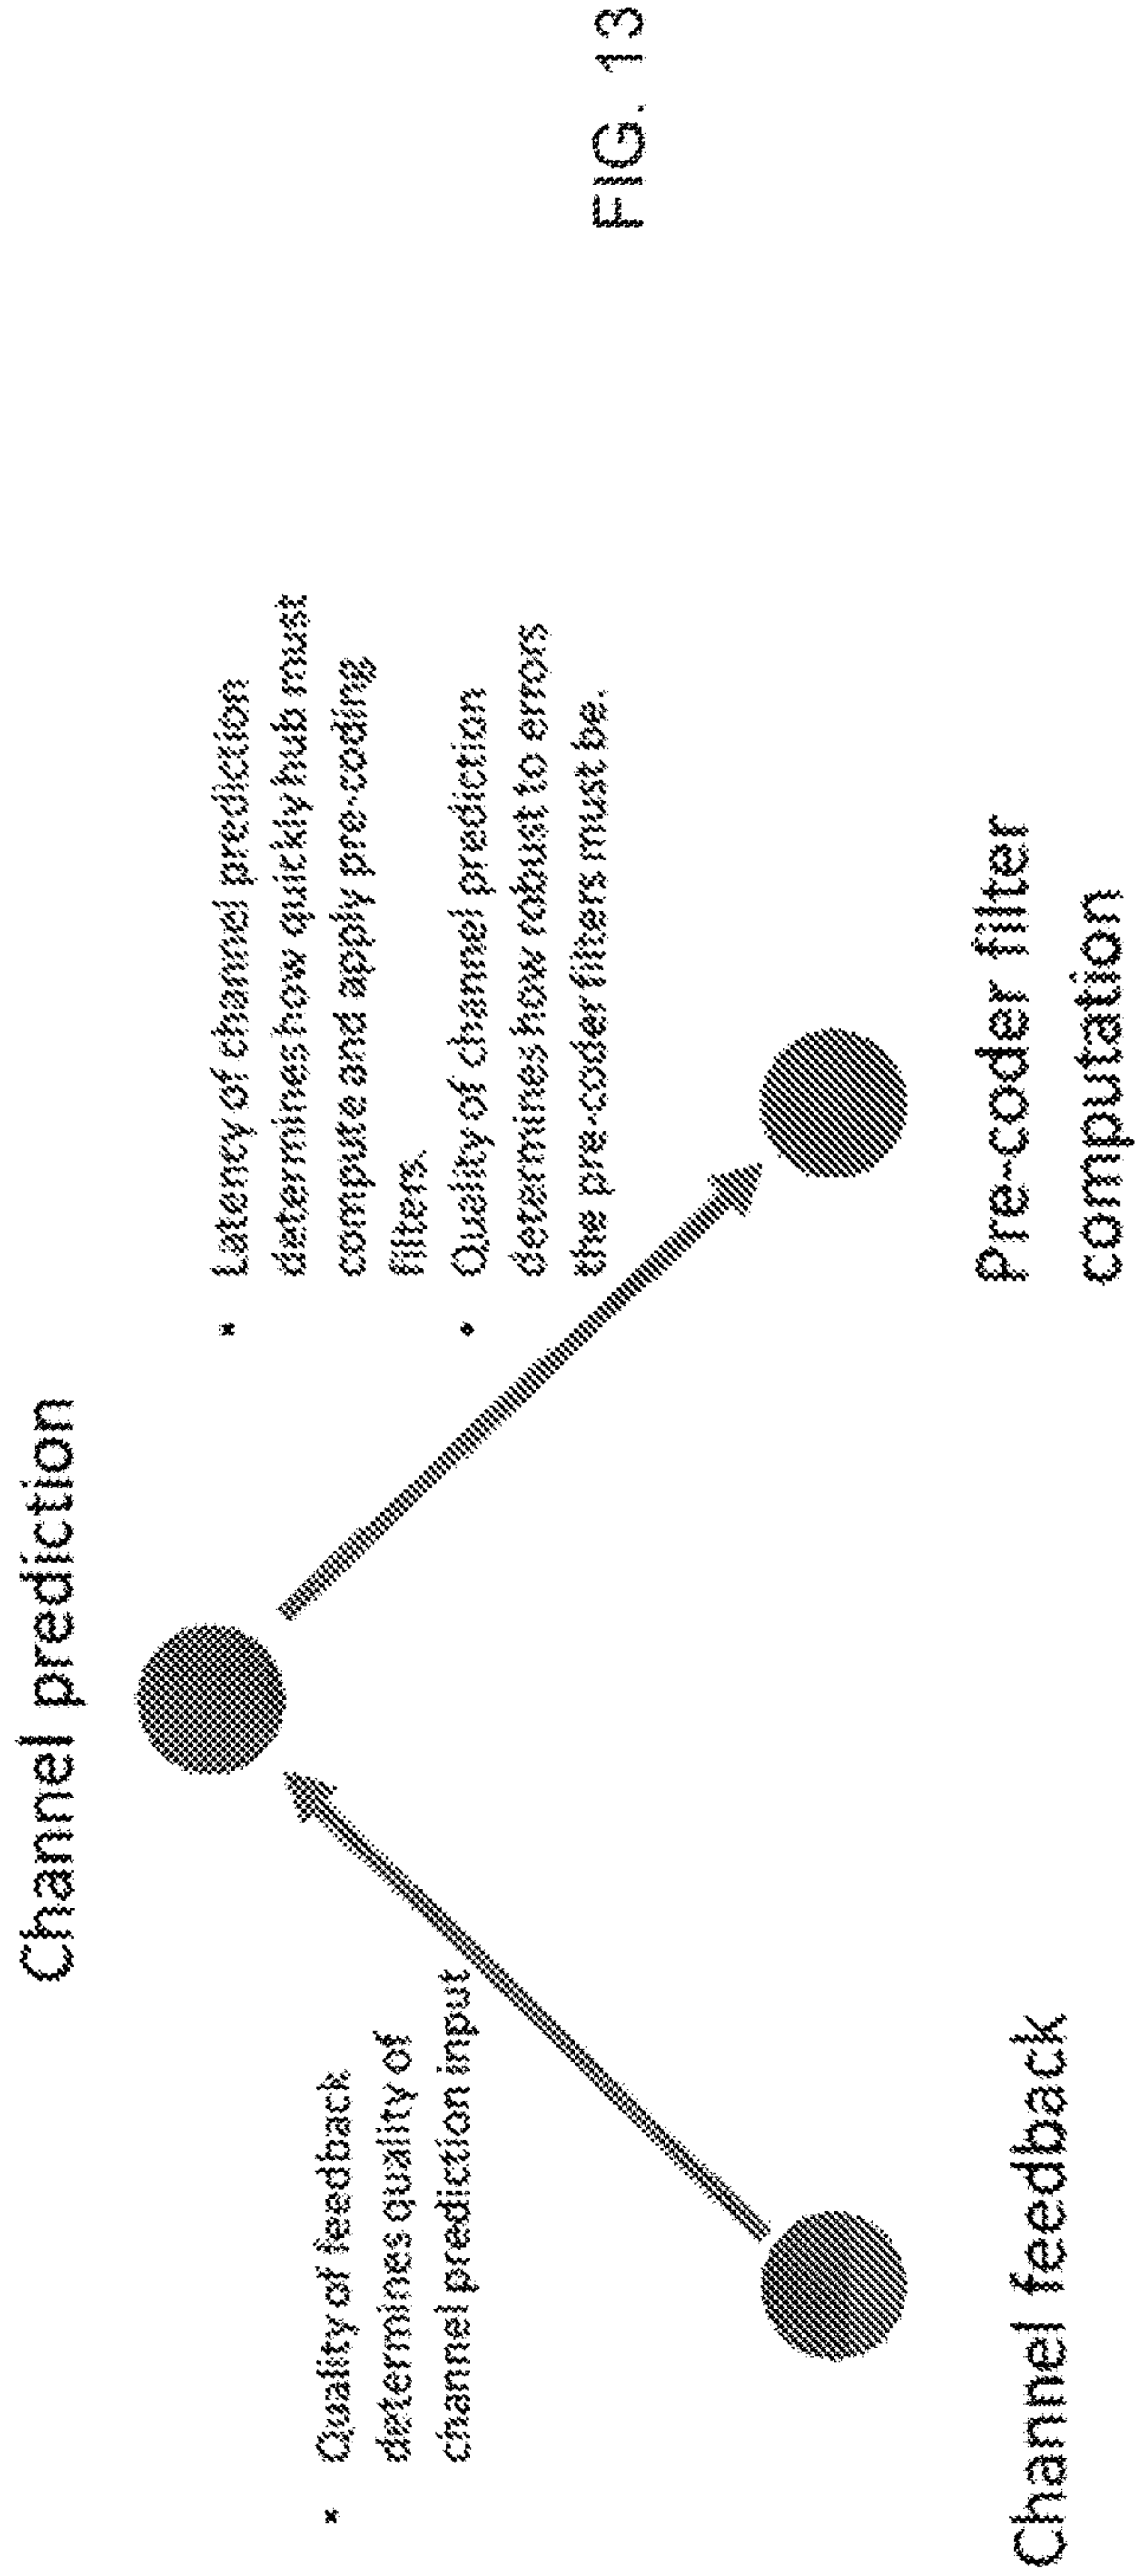 Channel prediction
• Quality of feedback
determines quality of
channel prediction input
• Latency of channel prediction
determines how quickly hub must
compute and apply pre-coding
filters.
• Quality of channel prediction
determines how robust to errors
the pre-coder filters must be.
Channel feedback
Pre-coder filter
computation
FIG. 13